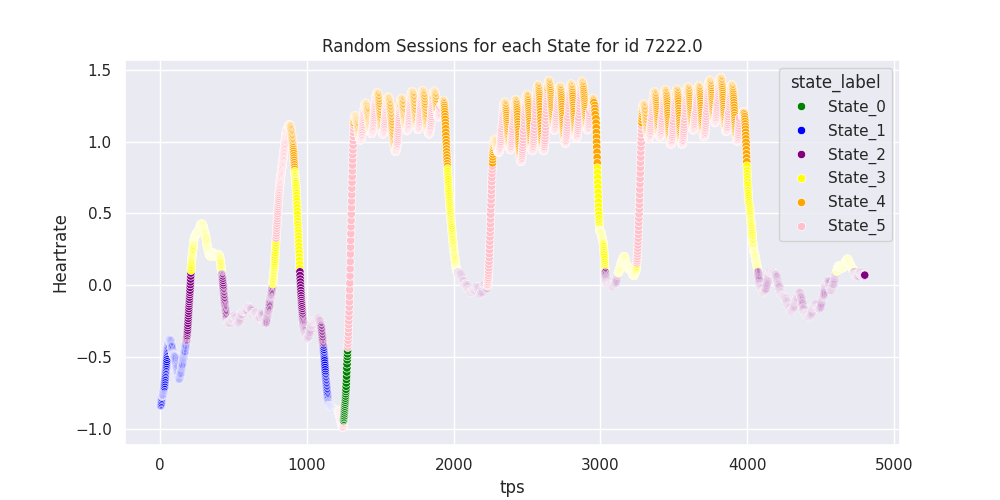 Random Sessions for each State for id 7222.0
Heartrate
1.5
1.0
0.5
0.0
−0.5
−1.0
state_label
State_0
State_1
State_2
State_3
State_4
State_5
0
1000
2000
3000
4000
5000
tps